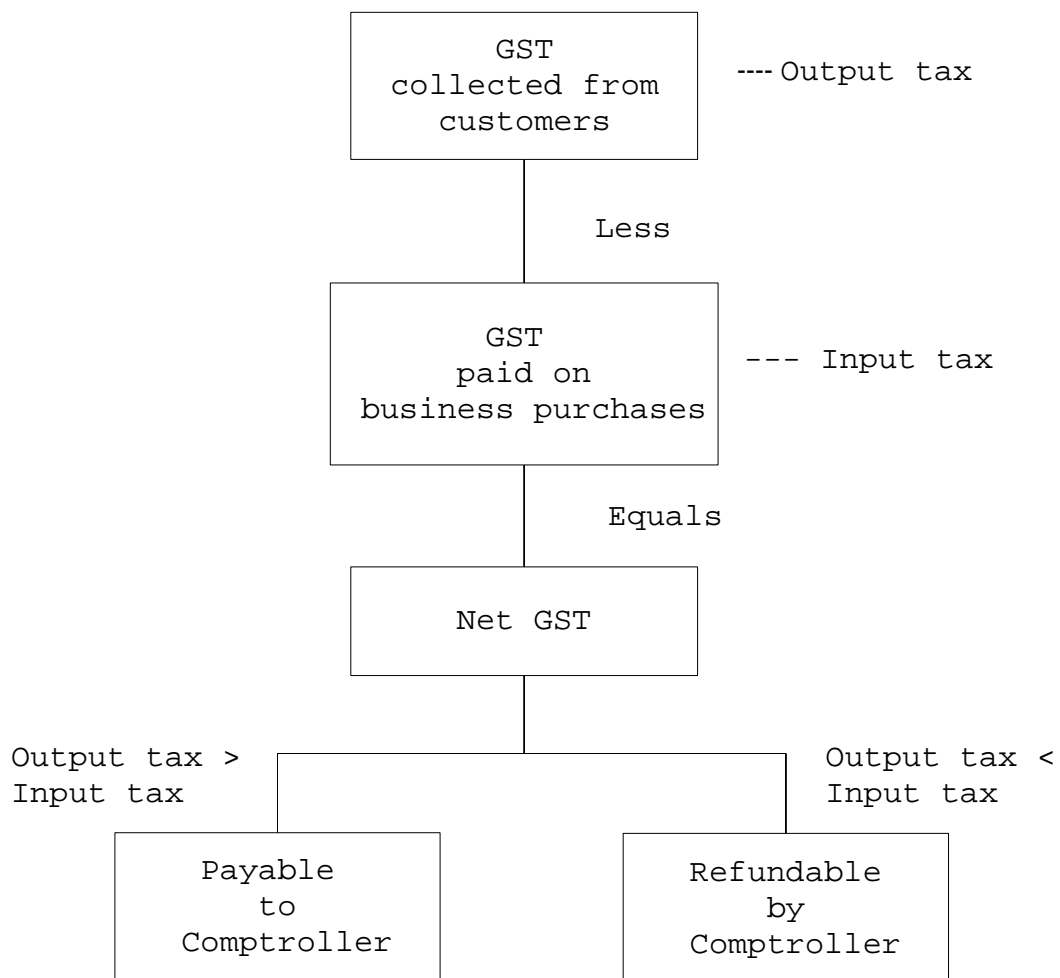 GST
collected from
customers
---- Output tax
Less
GST
paid on
business purchases
--- Input tax
Equals
Net GST
Output tax >
Input tax
Output tax <
Input tax
Payable
to
Comptroller
Refundable
by
Comptroller